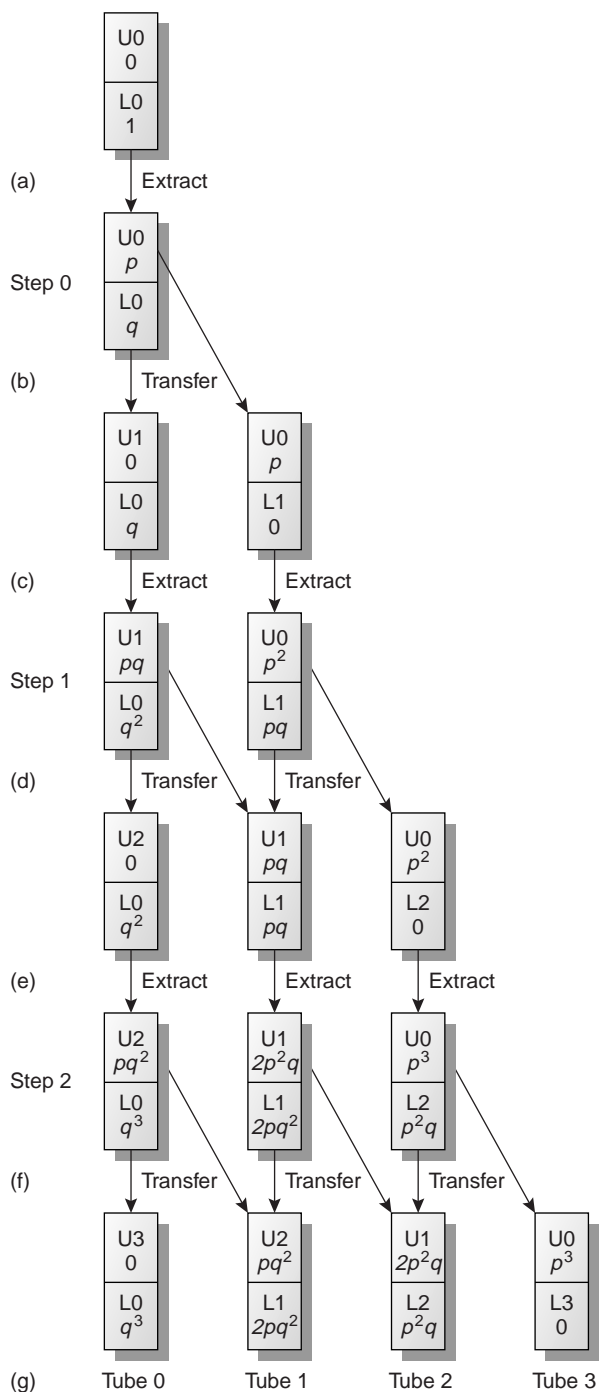 U0
0
L0
1
(a) Extract
U0
p
Step 0
L0
q
(b) Transfer
U1 U0
0 p
L0 L1
q 0
(c) Extract Extract
U1 U0
pq p²
Step 1
L0 L1
q² pq
(d) Transfer Transfer
U2 U1 U0
0 pq p²
L0 L1 L2
q² pq 0
(e) Extract Extract Extract
U2 U1 U0
pq² 2p²q p³
Step 2
L0 L1 L2
q³ 2pq² p²q
(f) Transfer Transfer Transfer
U3 U2 U1 U0
0 pq² 2p²q p³
L0 L1 L2 L3
q³ 2pq² p²q 0
(g) Tube 0 Tube 1 Tube 2 Tube 3